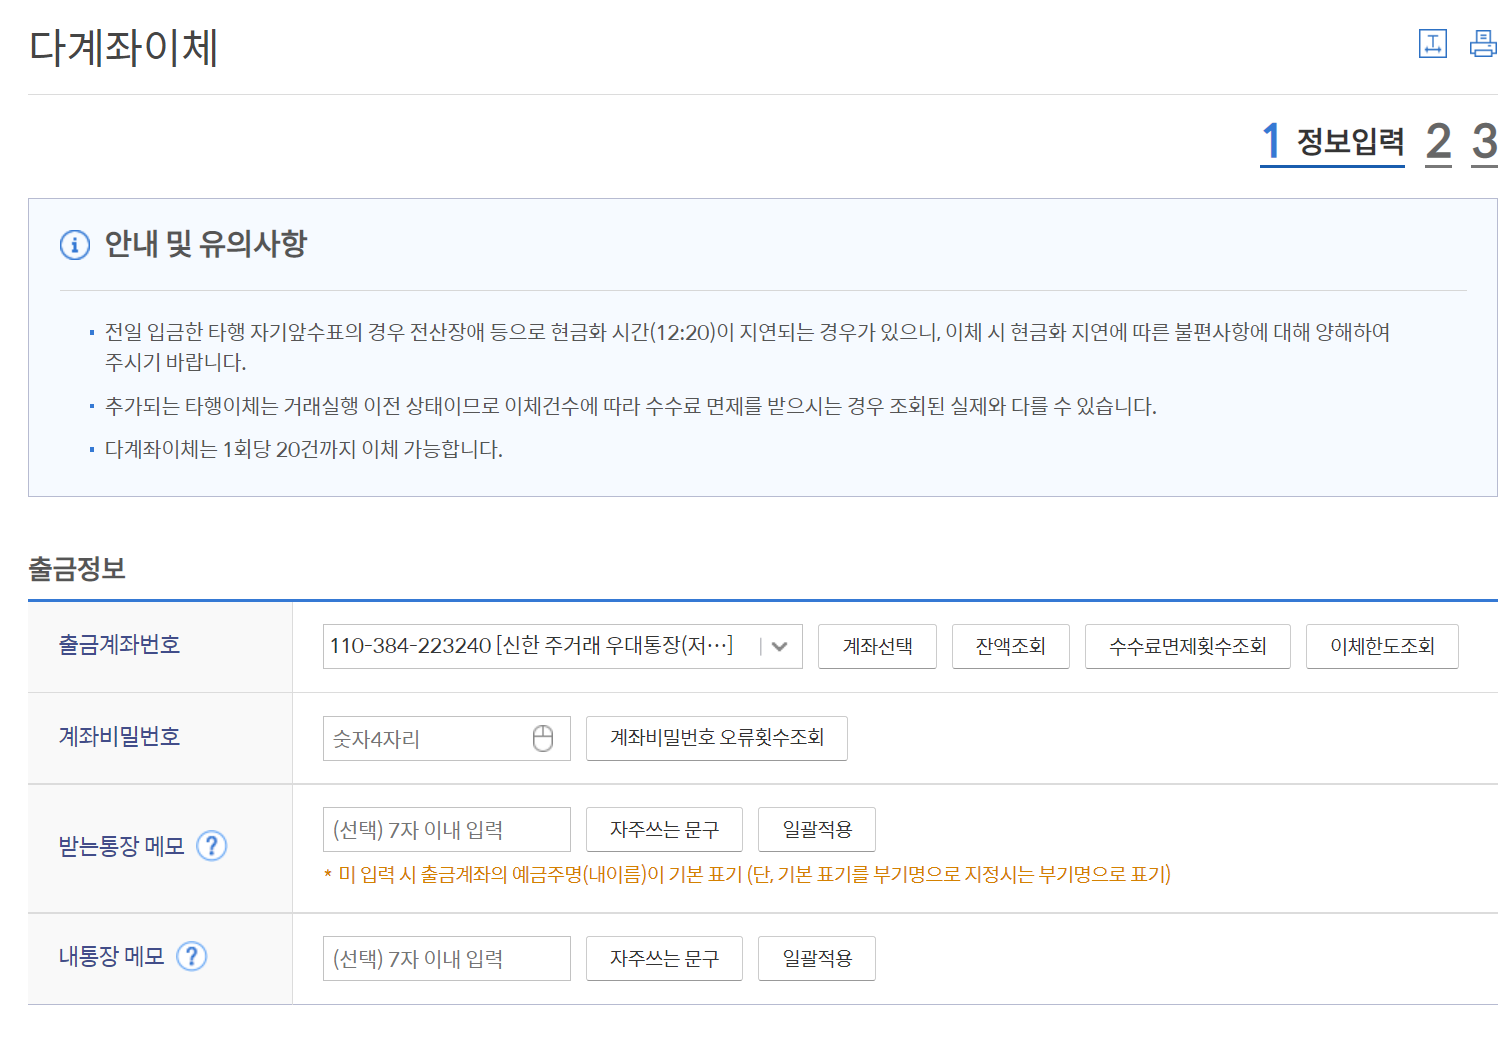 다계좌이체
1 정보입력 2 3
안내 및 유의사항
전일 입금한 타행 자기앞수표의 경우 전산장애 등으로 현금화 시간(12:20)이 지연되는 경우가 있으니, 이체 시 현금화 지연에 따른 불편사항에 대해 양해하여
주시기 바랍니다.
추가되는 타행이체는 거래실행 이전 상태이므로 이체건수에 따라 수수료 면제를 받으시는 경우 조회된 실제와 다를 수 있습니다.
다계좌이체는 1회당 20건까지 이체 가능합니다.
출금정보
출금계좌번호 110-384-223240 [신한 주거래 우대통장(저…] 계좌선택 잔액조회 수수료면제횟수조회 이체한도조회
계좌비밀번호 숫자4자리 계좌비밀번호 오류횟수조회
받는통장 메모 ? (선택) 7자 이내 입력 자주쓰는 문구 일괄적용
* 미 입력 시 출금계좌의 예금주명(내이름)이 기본 표기 (단, 기본 표기를 부기명으로 지정시는 부기명으로 표기)
내통장 메모 ? (선택) 7자 이내 입력 자주쓰는 문구 일괄적용